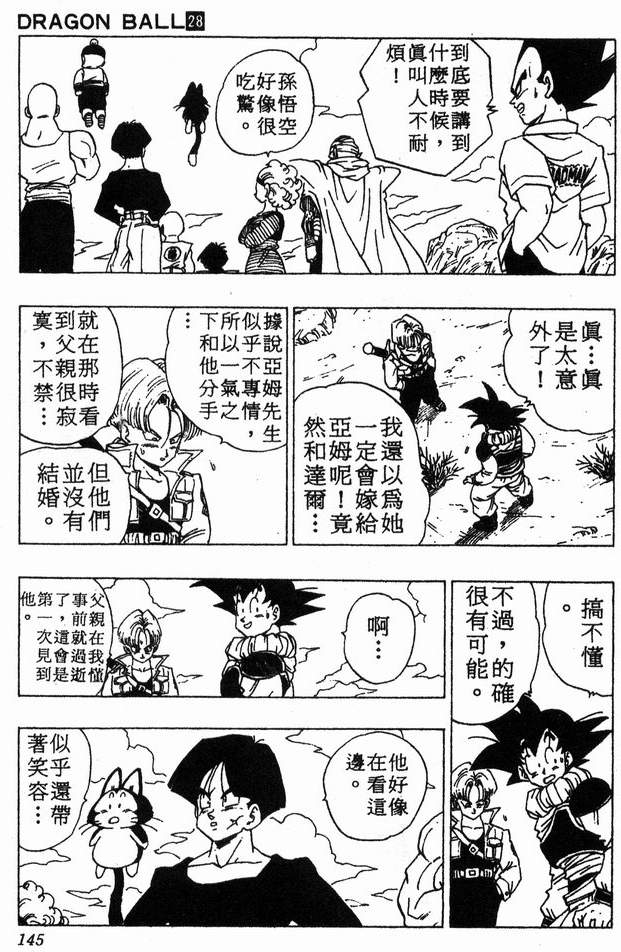 DRAGON BALL 28
到底要講到
什麼時候，
真叫人不耐
煩！
BADMAN
孫悟空
好像很
吃驚。
真…真
是太意
外了！
我還以為她
一定會嫁給
亞姆呢！竟
然和達爾…
據說亞姆先生
似乎不專情，
所以一氣之
下和他分手
…
就在那時看
到父親很寂
寞，不禁…
但他們
並沒有
結婚。
搞不懂
。
不過，的確
很有可能。
啊…
父親在我懂
事前就過逝
了，這會是
第一次見到
他。
他好像
在看這
邊。
似乎還帶
著笑容…
145